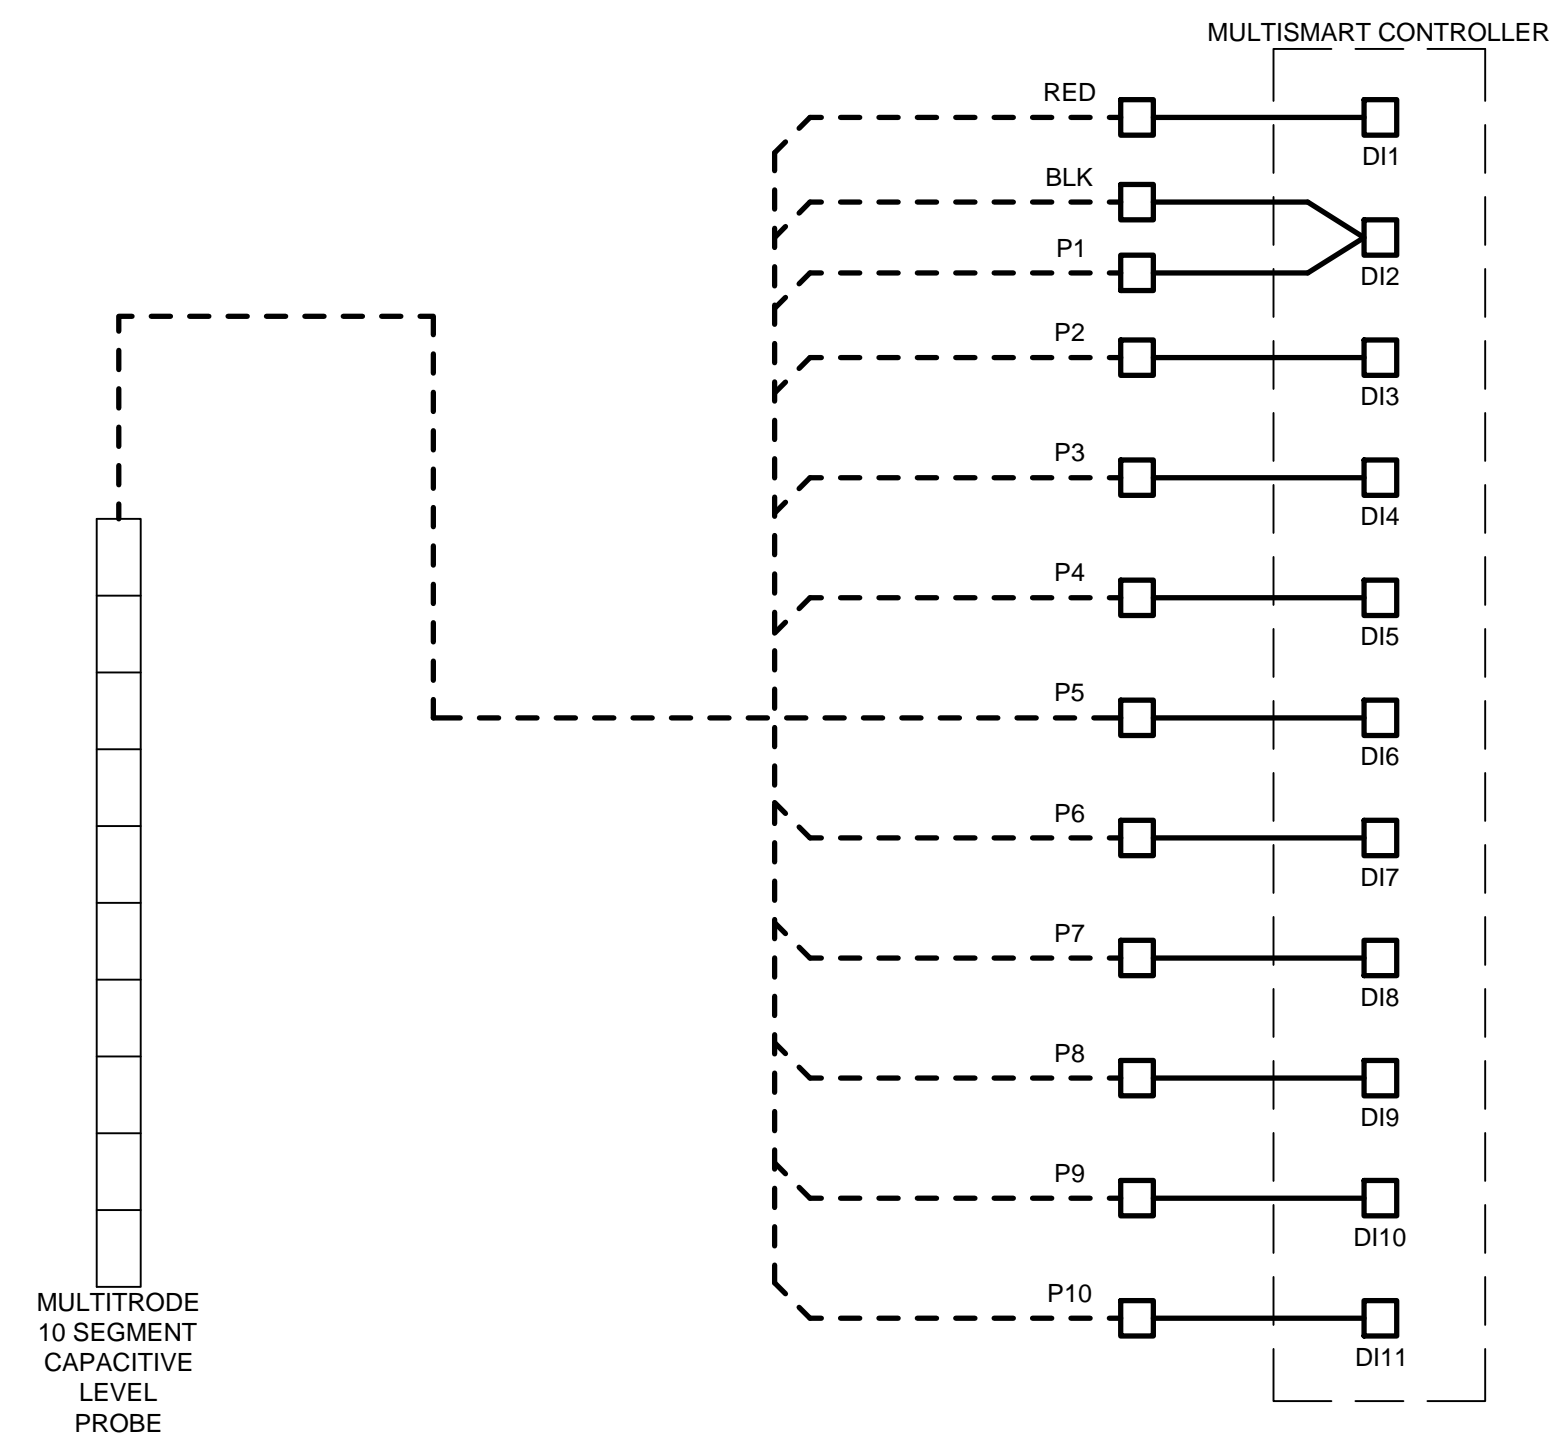 MULTISMART CONTROLLER
RED
DI1
BLK
P1
DI2
P2
DI3
P3
DI4
P4
DI5
P5
DI6
P6
DI7
P7
DI8
P8
DI9
P9
DI10
P10
DI11
MULTITRODE
10 SEGMENT
CAPACITIVE
LEVEL
PROBE